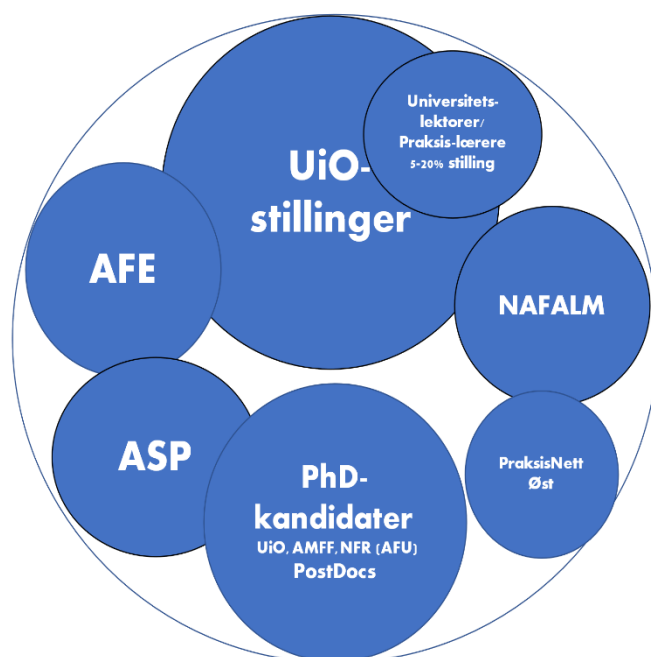 Universitets-
lektorer/
Praksis-lærere
5-20% stilling
UiO-
stillinger
AFE
NAFALM
ASP
PraksisNett
Øst
PhD-
kandidater
UiO, AMFF, NFR (AFU)
PostDocs